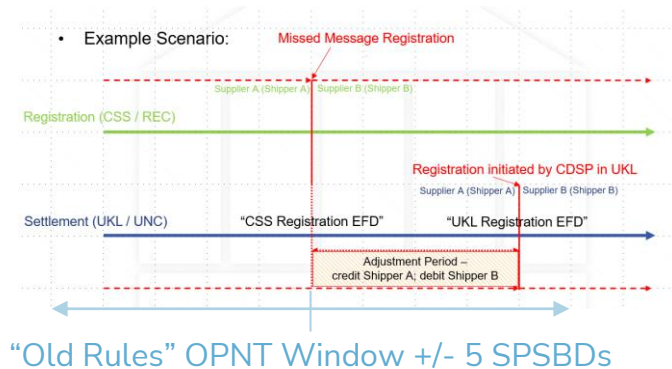 • Example Scenario:
Missed Message Registration
Supplier A (Shipper A) Supplier B (Shipper B)
Registration (CSS / REC)
Registration initiated by CDSP in UKL
Supplier A (Shipper A) Supplier B (Shipper B)
Settlement (UKL / UNC)
“CSS Registration EFD”
“UKL Registration EFD”
Adjustment Period –
credit Shipper A; debit Shipper B
“Old Rules” OPNT Window +/- 5 SPSBDs